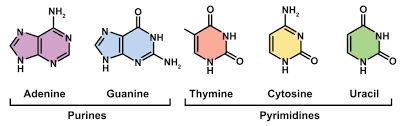 NH₂ O O NH₂ O
N N N NH NH N NH
N H N N H N NH₂ N H O N H O N H O
Adenine Guanine Thymine Cytosine Uracil
Purines Pyrimidines